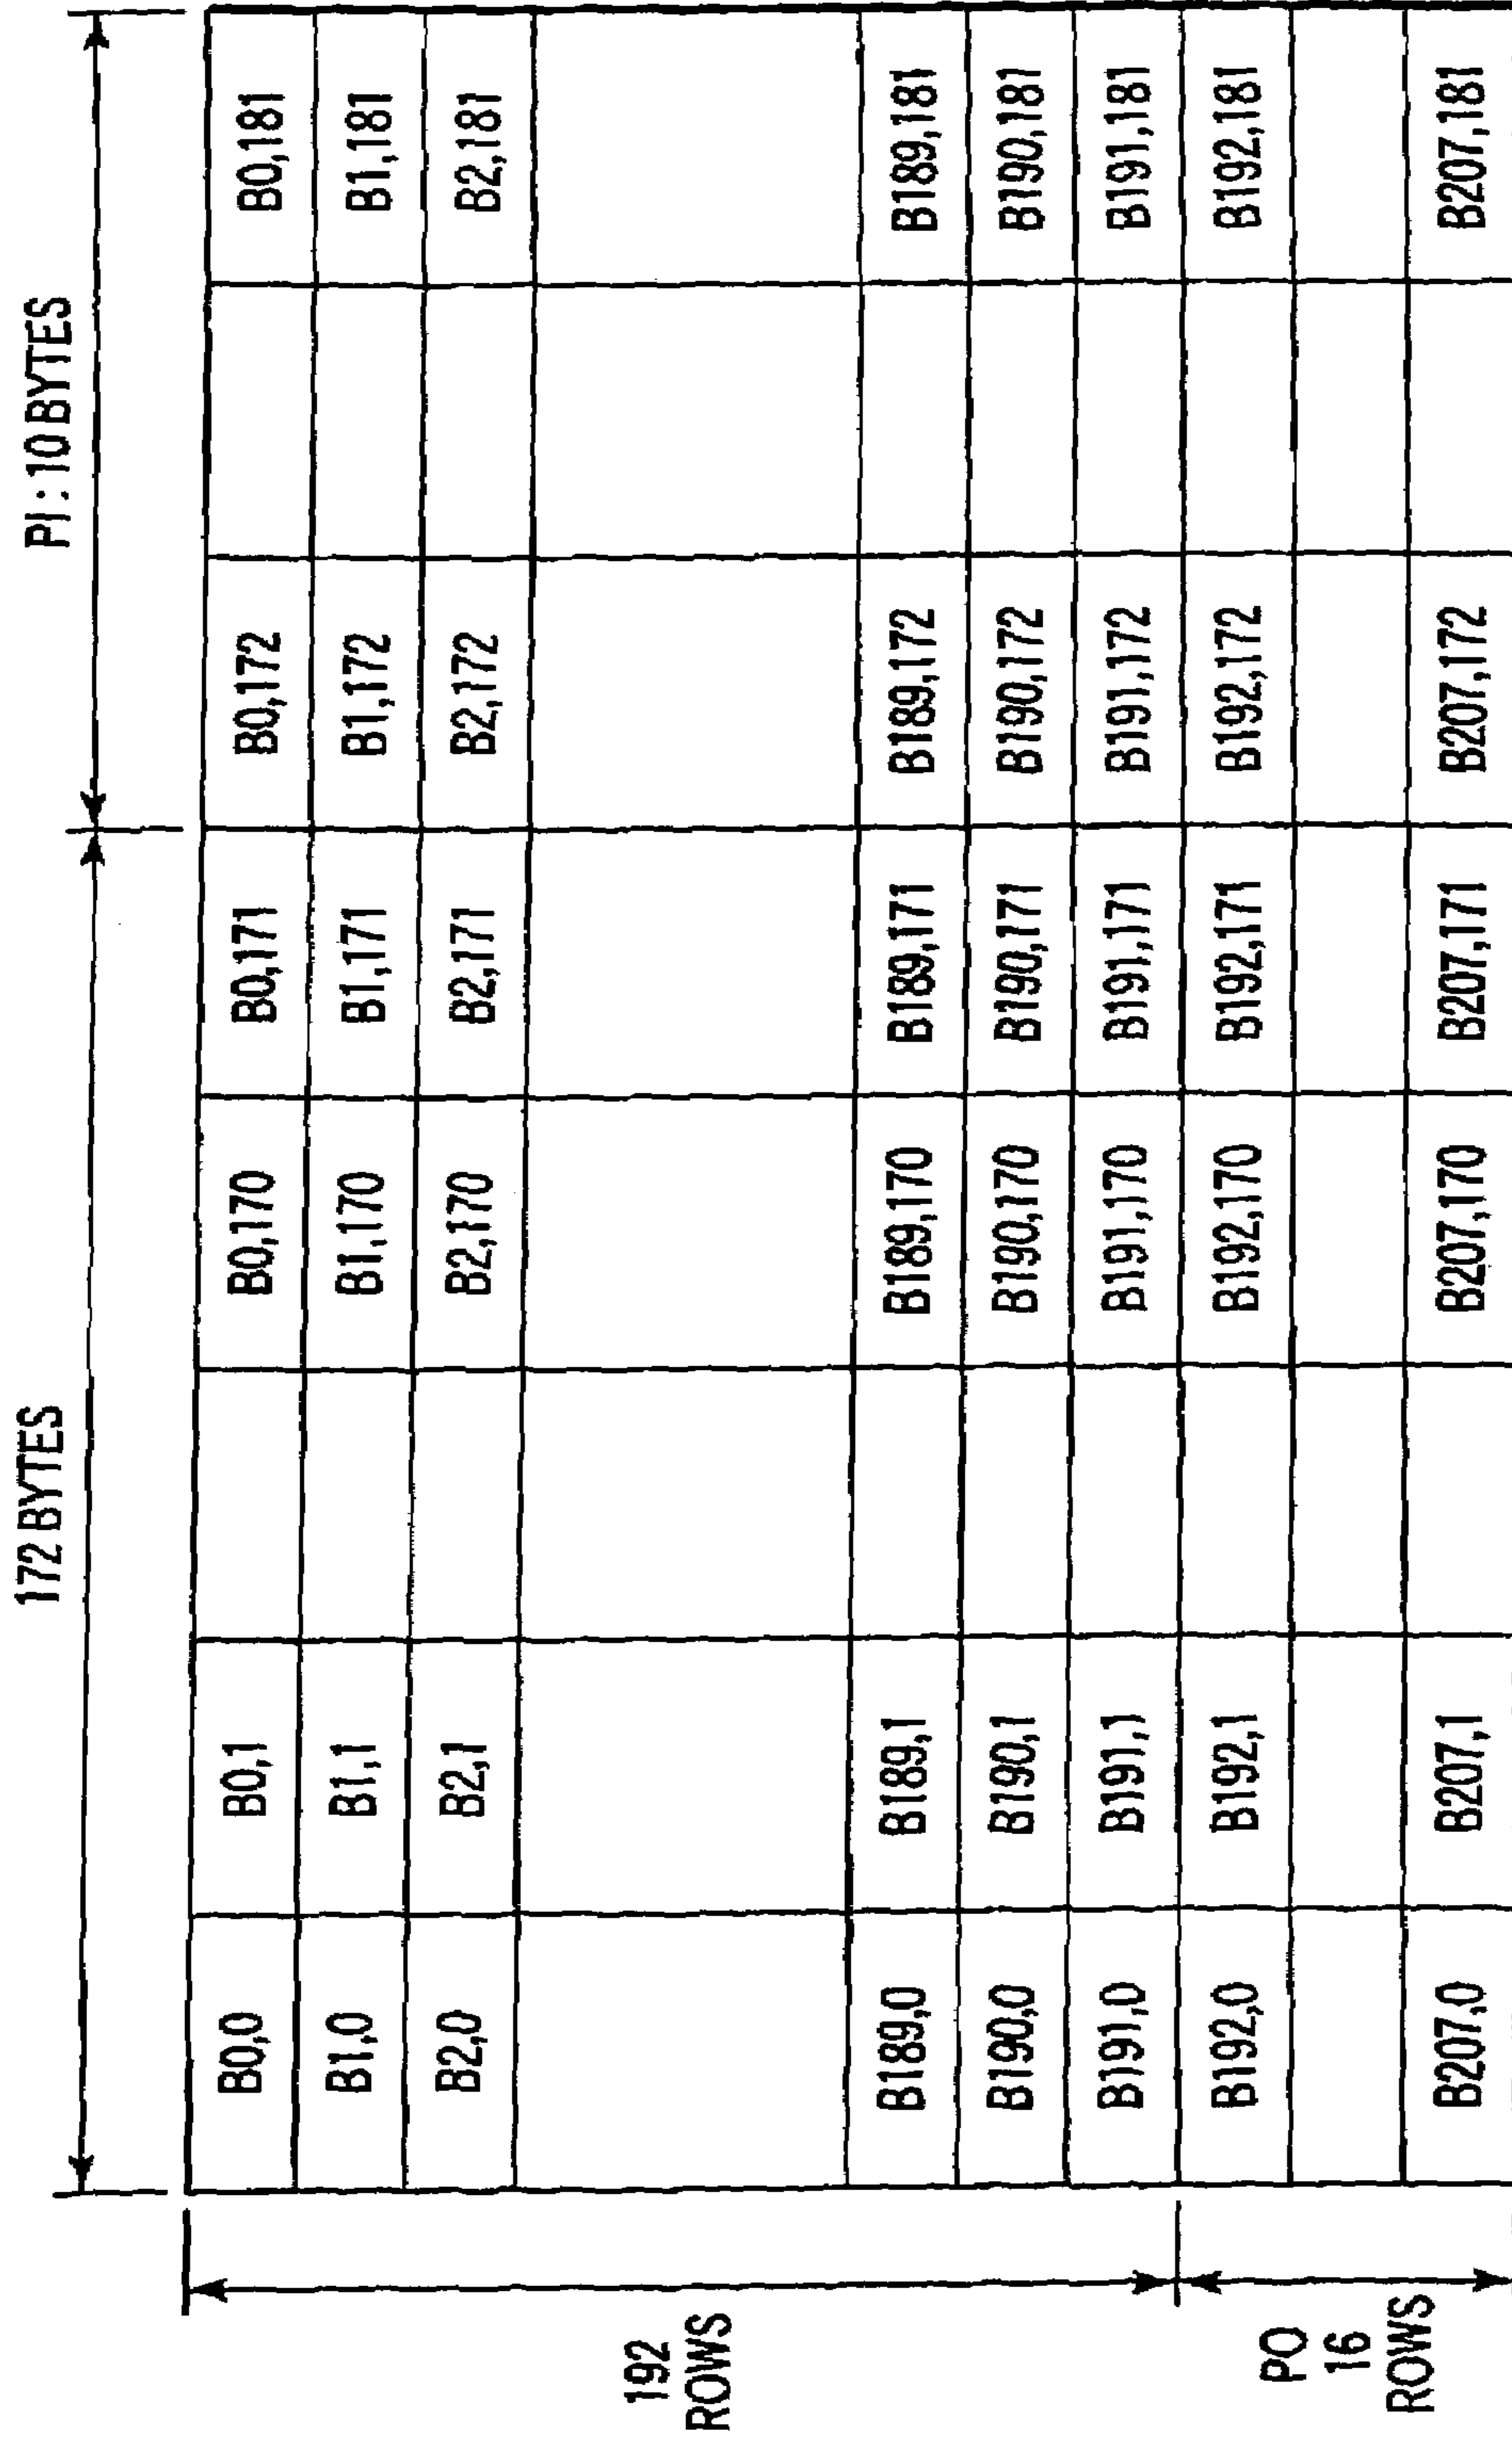 172 BYTES
PI : 10 BYTES
B0,0 B0,1 B0,170 B0,171 B0,172 B0,181
B1,0 B1,1 B1,170 B1,171 B1,172 B1,181
B2,0 B2,1 B2,170 B2,171 B2,172 B2,181
192
ROWS
B189,0 B189,1 B189,170 B189,171 B189,172 B189,181
B190,0 B190,1 B190,170 B190,171 B190,172 B190,181
B191,0 B191,1 B191,170 B191,171 B191,172 B191,181
B192,0 B192,1 B192,170 B192,171 B192,172 B192,181
PO
16
ROWS
B207,0 B207,1 B207,170 B207,171 B207,172 B207,181